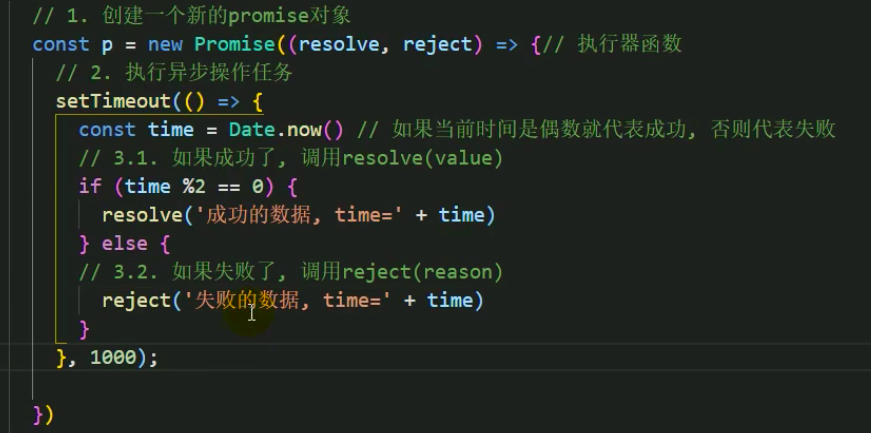 // 1. 创建一个新的promise对象
const p = new Promise((resolve, reject) => {// 执行器函数
// 2. 执行异步操作任务
setTimeout(() => {
const time = Date.now() // 如果当前时间是偶数就代表成功, 否则代表失败
// 3.1. 如果成功了, 调用resolve(value)
if (time %2 == 0) {
resolve('成功的数据, time=' + time)
} else {
// 3.2. 如果失败了, 调用reject(reason)
reject('失败的数据, time=' + time)
}
}, 1000);
})